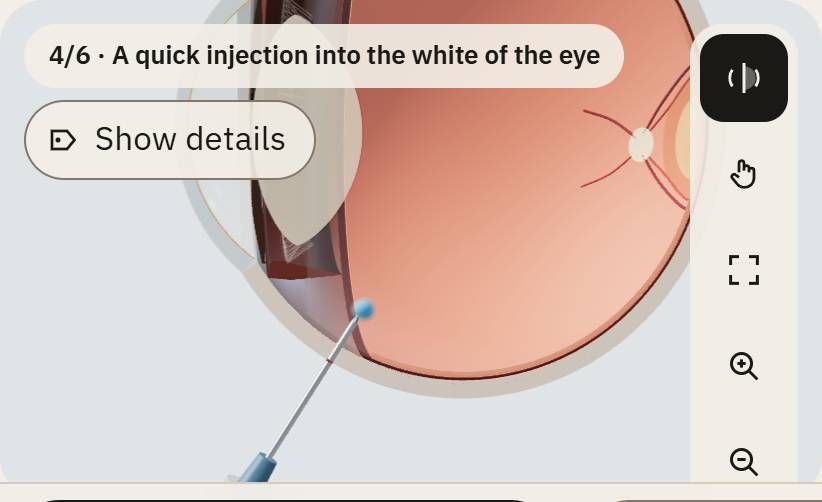 4/6 · A quick injection into the white of the eye
Show details